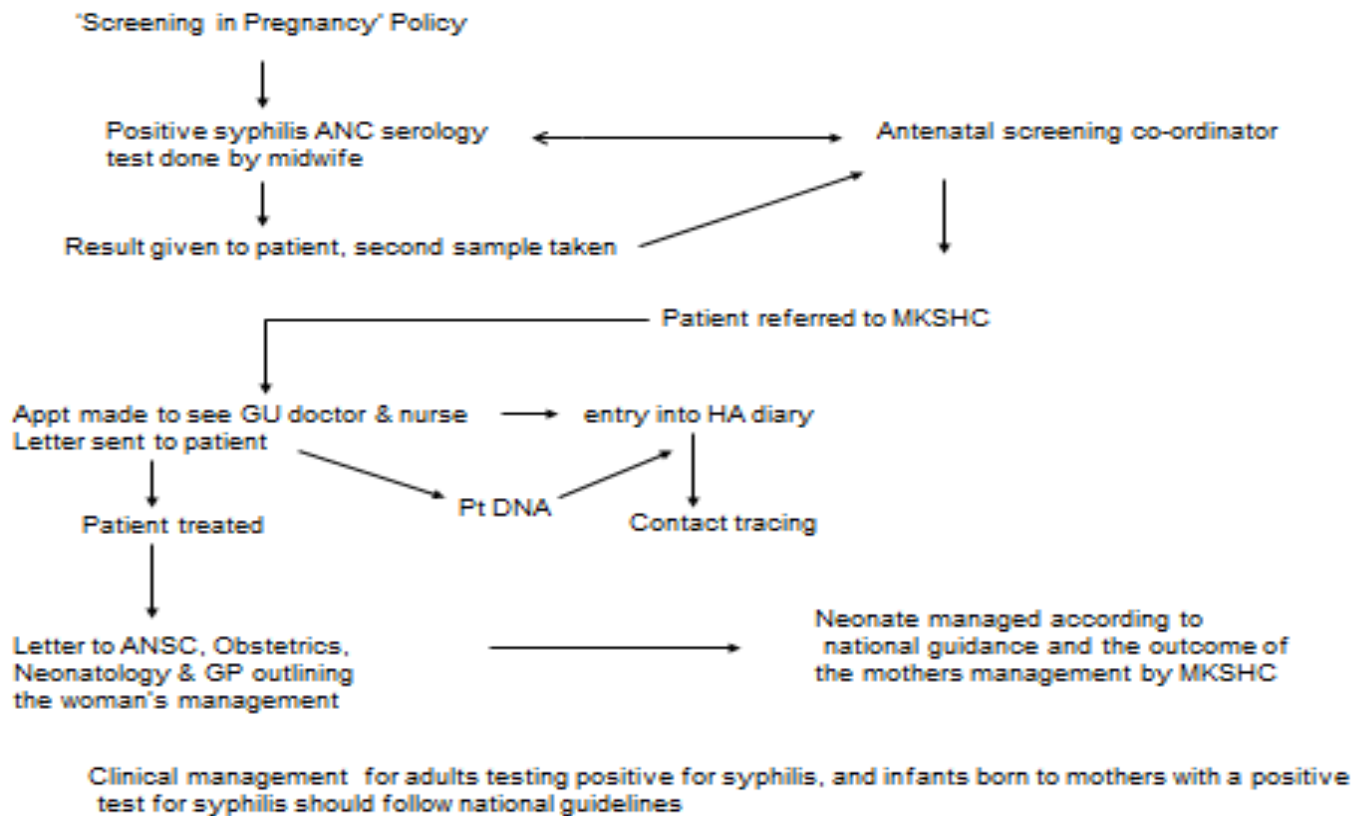 "Screening in Pregnancy" Policy
Positive syphilis ANC serology
test done by midwife
Antenatal screening co-ordinator
Result given to patient, second sample taken
Patient referred to MKSHC
Appt made to see GU doctor & nurse
Letter sent to patient
entry into HA diary
Pt DNA
Patient treated
Contact tracing
Letter to ANSC, Obstetrics,
Neonatology & GP outlining
the woman's management
Neonate managed according to
national guidance and the outcome of
the mothers management by MKSHC
Clinical management for adults testing positive for syphilis, and infants born to mothers with a positive
test for syphilis should follow national guidelines